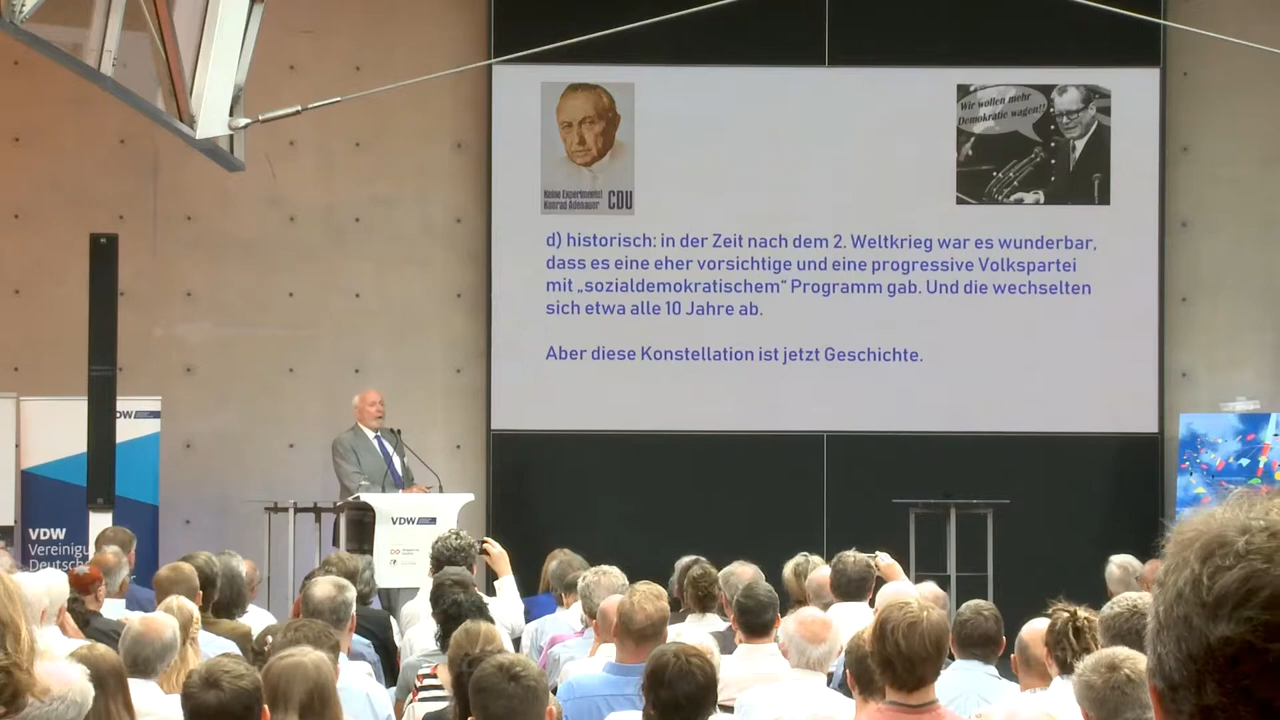 Wir wollen mehr
Demokratie wagen!!
Keine Experimente!
Konrad Adenauer CDU
d) historisch: in der Zeit nach dem 2. Weltkrieg war es wunderbar,
dass es eine eher vorsichtige und eine progressive Volkspartei
mit „sozialdemokratischem“ Programm gab. Und die wechselten
sich etwa alle 10 Jahre ab.
Aber diese Konstellation ist jetzt Geschichte.
DW
VDW
VDW
Vereinigu
Deutsch